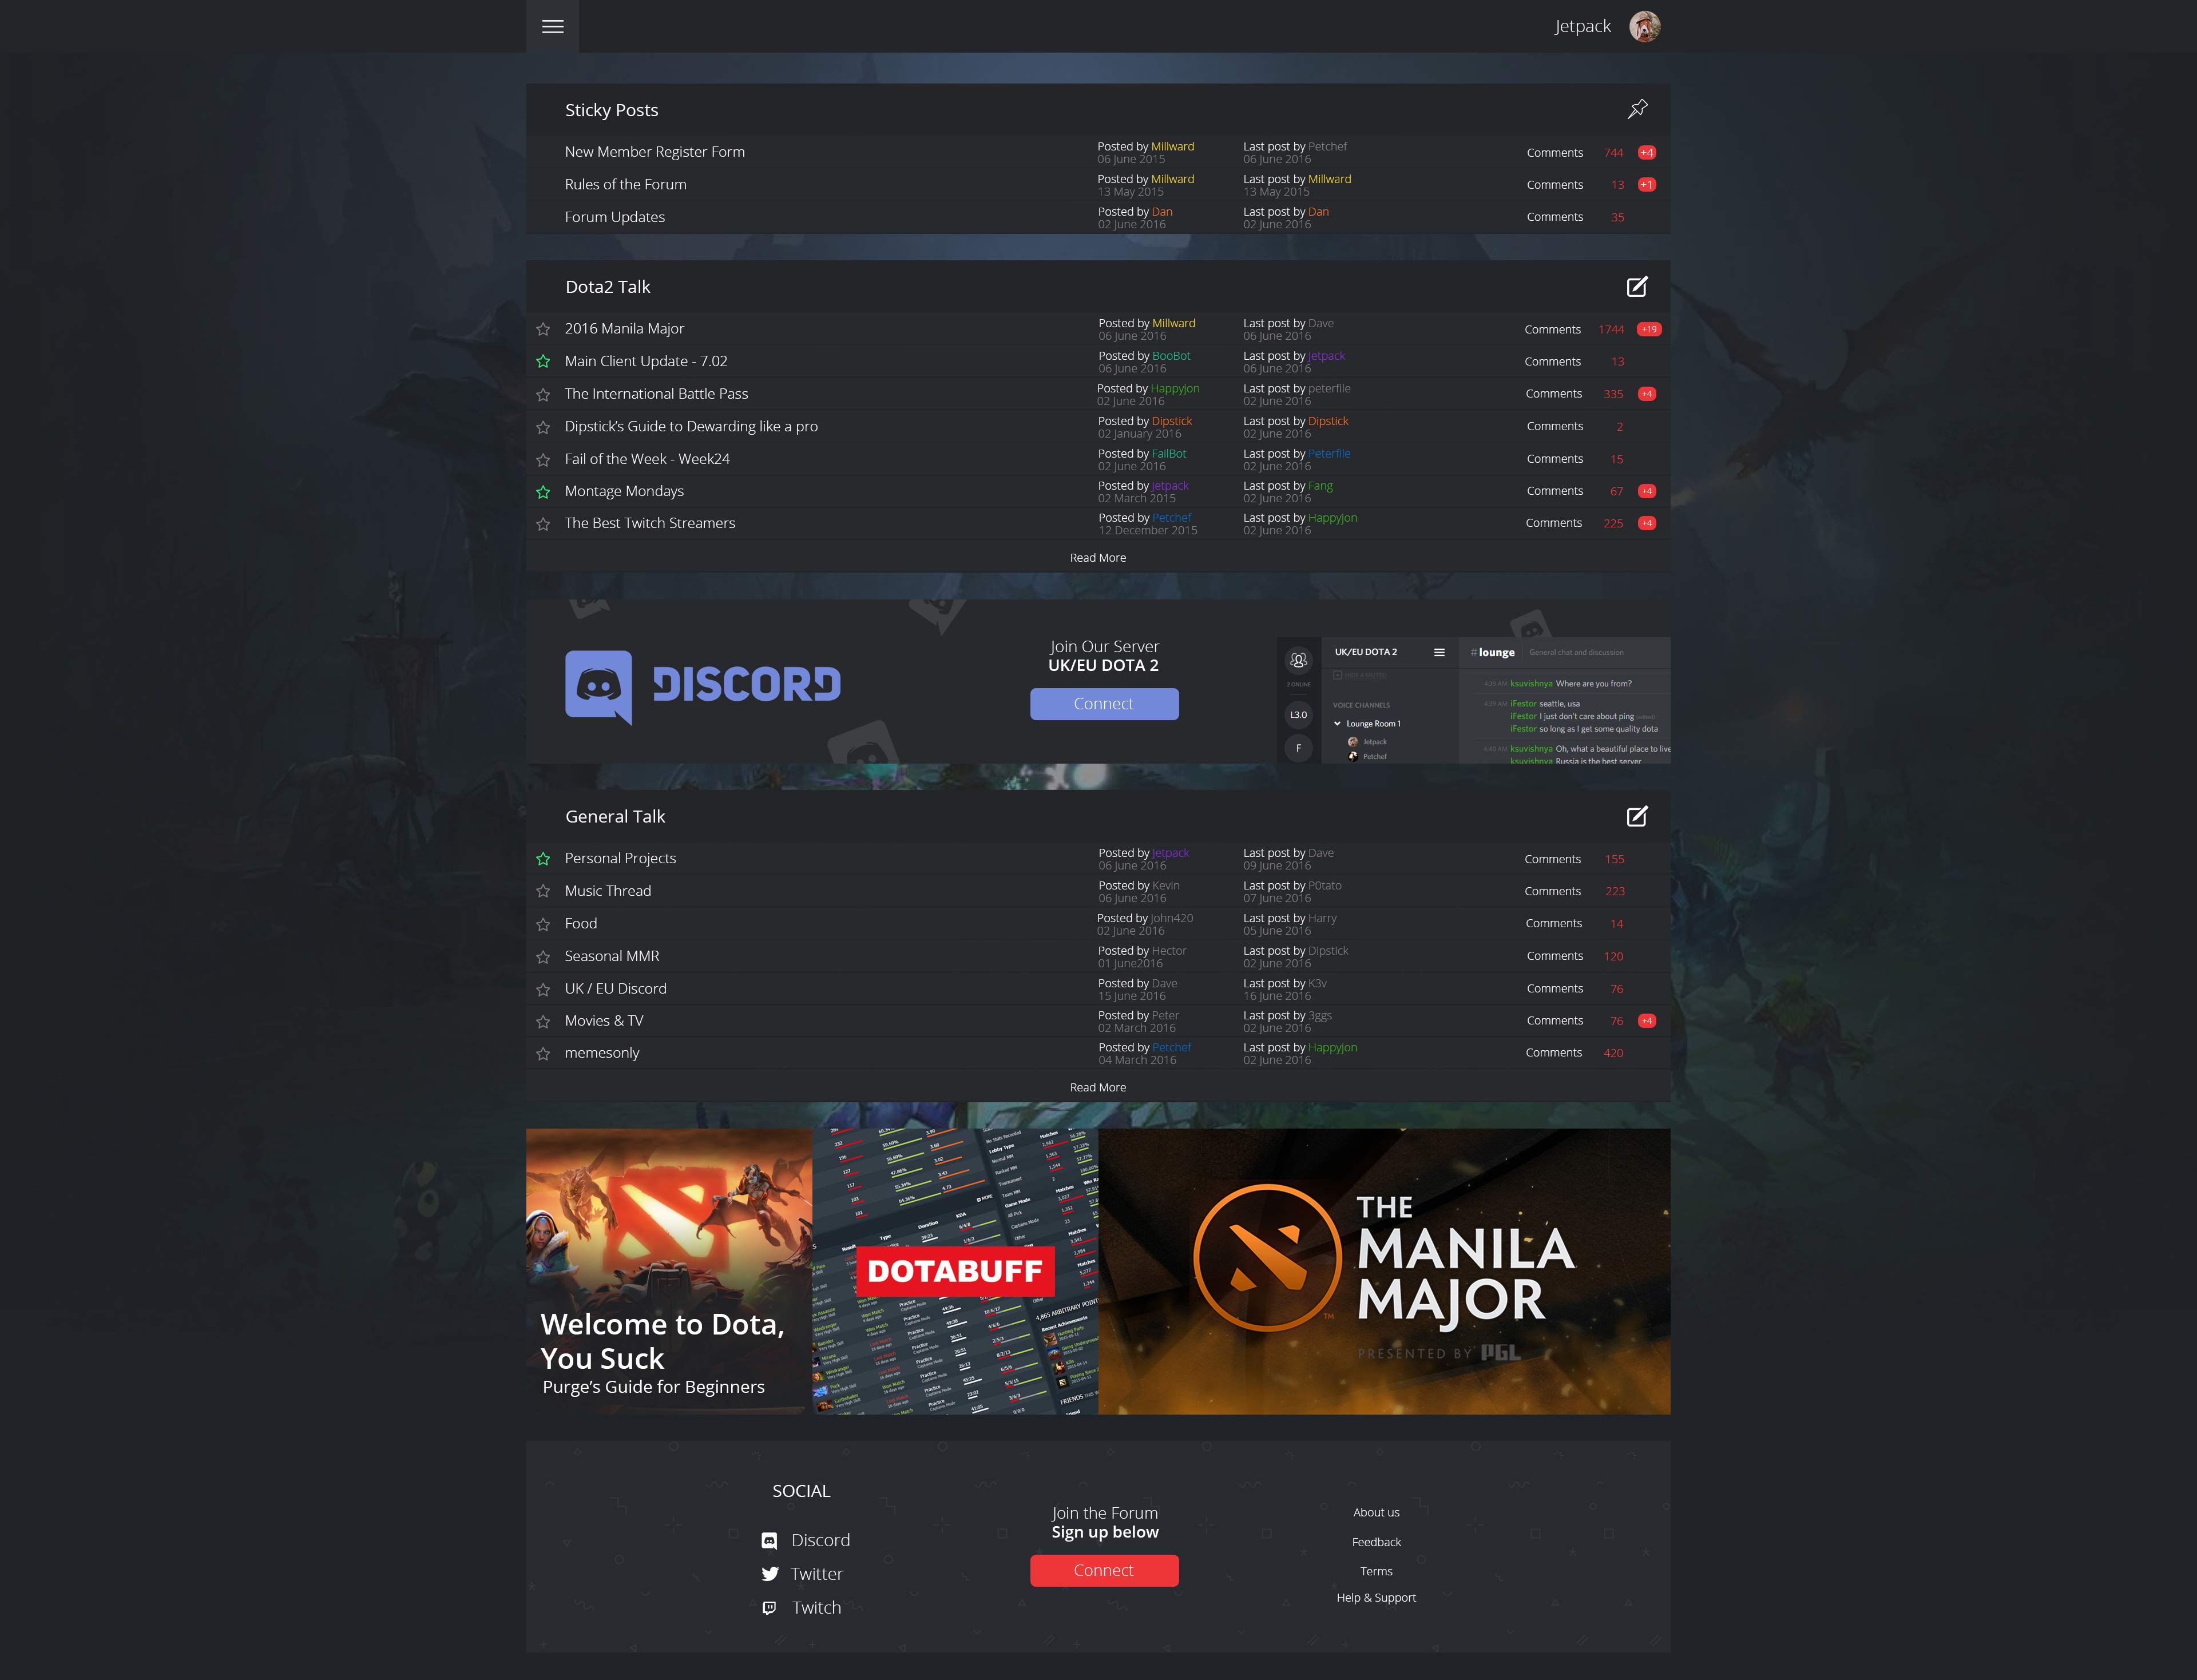 Jetpack
Sticky Posts
New Member Register Form Posted by Millward Last post by Petchef Comments 744 +4
06 June 2015 06 June 2016
Rules of the Forum Posted by Millward Last post by Millward Comments 13 +1
13 May 2015 13 May 2015
Forum Updates Posted by Dan Last post by Dan Comments 35
02 June 2016 02 June 2016
Dota2 Talk
2016 Manila Major Posted by Millward Last post by Dave Comments 1744 +19
06 June 2016 06 June 2016
Main Client Update - 7.02 Posted by BooBot Last post by Jetpack Comments 13
06 June 2016 06 June 2016
The International Battle Pass Posted by Happyjon Last post by peterfile Comments 335 +4
02 June 2016 02 June 2016
Dipstick’s Guide to Dewarding like a pro Posted by Dipstick Last post by Dipstick Comments 2
02 January 2016 02 June 2016
Fail of the Week - Week24 Posted by FailBot Last post by Peterfile Comments 15
02 June 2016 02 June 2016
Montage Mondays Posted by Jetpack Last post by Fang Comments 67 +4
02 March 2015 02 June 2016
The Best Twitch Streamers Posted by Petchef Last post by Happyjon Comments 225 +4
12 December 2015 02 June 2016
Read More
DISCORD
Join Our Server
UK/EU DOTA 2
Connect
UK/EU DOTA 2
#lounge General chat and discussion
2 ONLINE
VOICE CHANNELS
L3.0
Lounge Room 1
F
Jetpack
Petchef
4:39 AM ksuvishnya Where are you from?
4:39 AM iFestor seattle, usa
iFestor I just don't care about ping
iFestor so long as I get some quality dota
4:40 AM ksuvishnya Oh, what a beautiful place to live
ksuvishnya Russia is the best server
General Talk
Personal Projects Posted by Jetpack Last post by Dave Comments 155
06 June 2016 09 June 2016
Music Thread Posted by Kevin Last post by P0tato Comments 223
06 June 2016 07 June 2016
Food Posted by John420 Last post by Harry Comments 14
02 June 2016 05 June 2016
Seasonal MMR Posted by Hector Last post by Dipstick Comments 120
01 June2016 02 June 2016
UK / EU Discord Posted by Dave Last post by K3v Comments 76
15 June 2016 16 June 2016
Movies & TV Posted by Peter Last post by 3ggs Comments 76 +4
02 March 2016 02 June 2016
memesonly Posted by Petchef Last post by Happyjon Comments 420
04 March 2016 02 June 2016
Read More
Welcome to Dota,
You Suck
Purge’s Guide for Beginners
DOTABUFF
THE
MANILA
MAJOR
TM
PRESENTED BY PGL
SOCIAL
Discord
Twitter
Twitch
Join the Forum
Sign up below
Connect
About us
Feedback
Terms
Help & Support